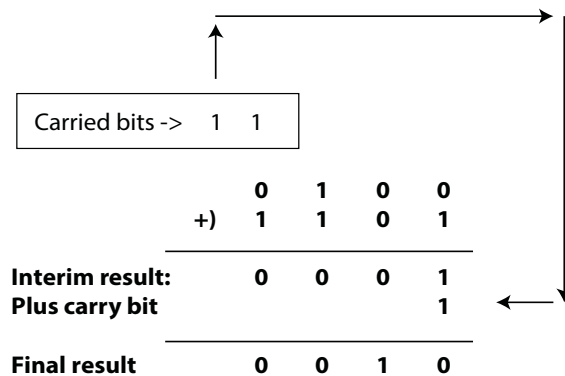 Carried bits -> 1 1
0 1 0 0
+) 1 1 0 1
Interim result: 0 0 0 1
Plus carry bit 1
Final result 0 0 1 0